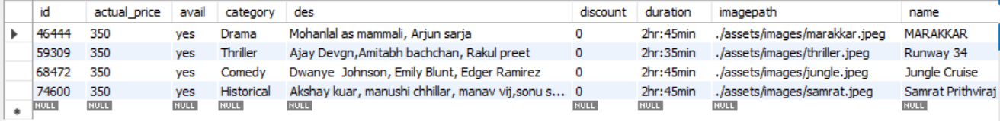 id actual_price avail category des discount duration imagepath name
46444 350 yes Drama Mohanlal as mammali, Arjun sarja 0 2hr:45min ./assets/images/marakkar.jpeg MARAKKAR
59309 350 yes Thriller Ajay Devgn,Amitabh bachchan, Rakul preet 0 2hr:35min ./assets/images/thriller.jpeg Runway 34
68472 350 yes Comedy Dwanye Johnson, Emily Blunt, Edger Ramirez 0 2hr:45min ./assets/images/jungle.jpeg Jungle Cruise
74600 350 yes Historical Akshay kuar, manushi chhillar, manav vij,sonu s... 0 2hr:45min ./assets/images/samrat.jpeg Samrat Prithviraj
NULL NULL NULL NULL NULL NULL NULL NULL NULL